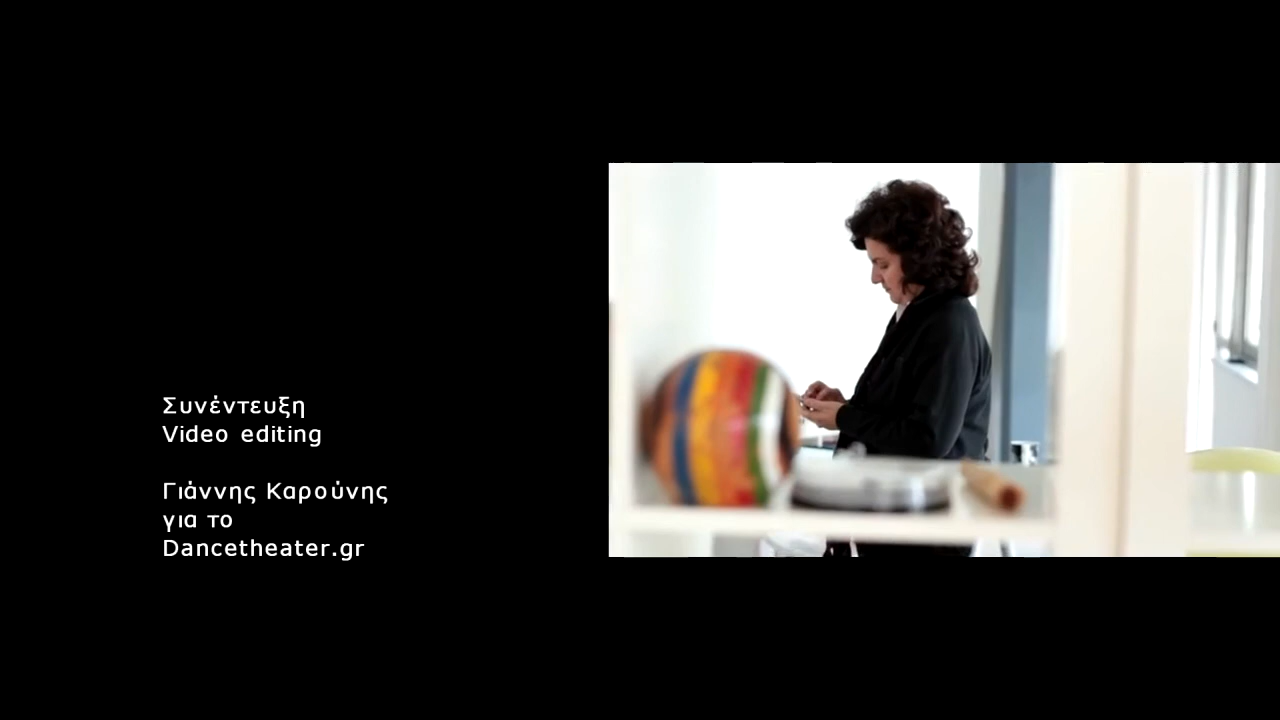 Συνέντευξη
Video editing
Γιάννης Καρούνης
για το
Dancetheater.gr